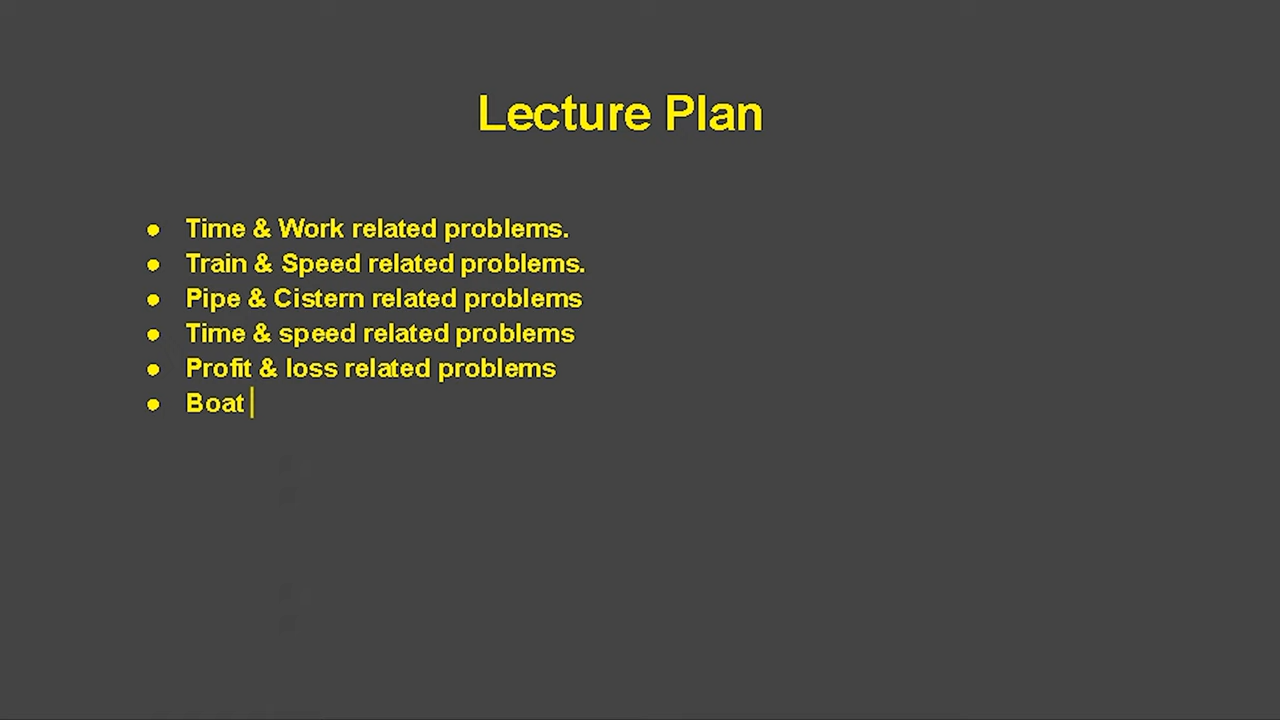 Lecture Plan
● Time & Work related problems.
● Train & Speed related problems.
● Pipe & Cistern related problems
● Time & speed related problems
● Profit & loss related problems
● Boat